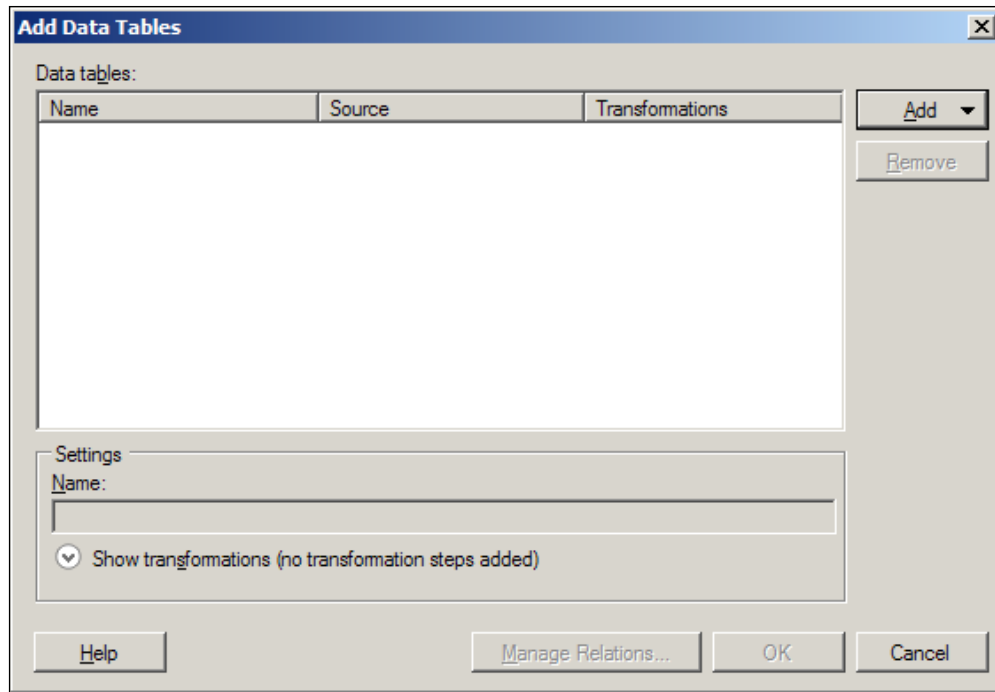 Add Data Tables
Data tables:
Name Source Transformations
Add
Remove
Settings
Name:
Show transformations (no transformation steps added)
Help Manage Relations... OK Cancel